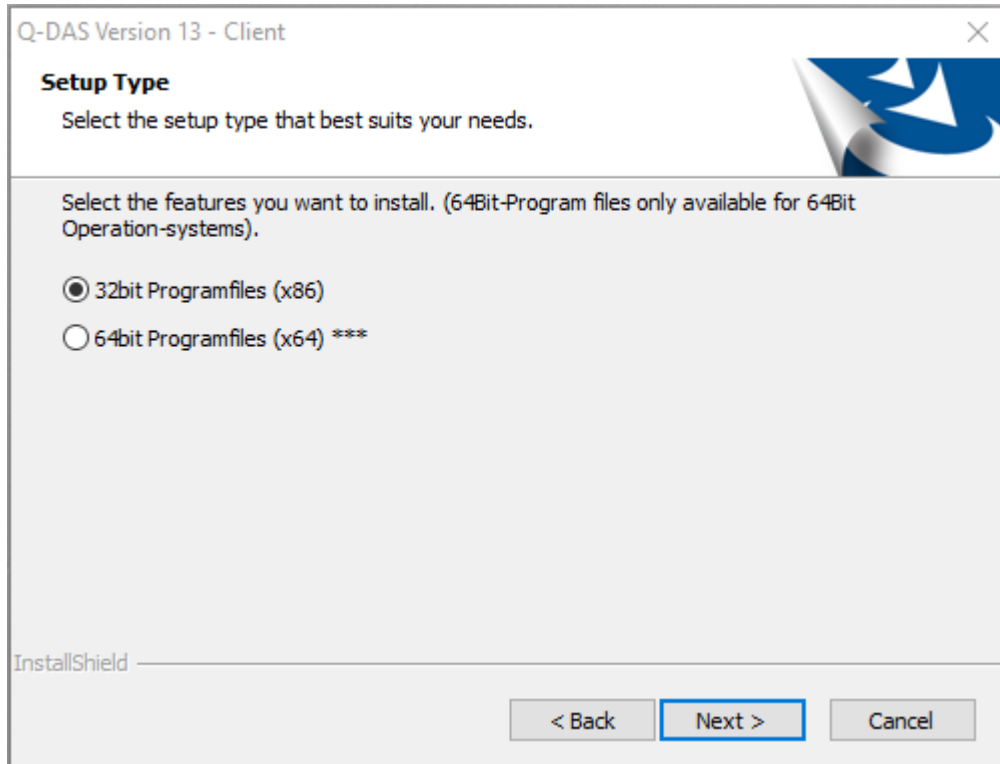 Q-DAS Version 13 - Client
Setup Type
Select the setup type that best suits your needs.
Select the features you want to install. (64Bit-Program files only available for 64Bit
Operation-systems).
32bit Programfiles (x86)
64bit Programfiles (x64) ***
InstallShield
< Back
Next >
Cancel